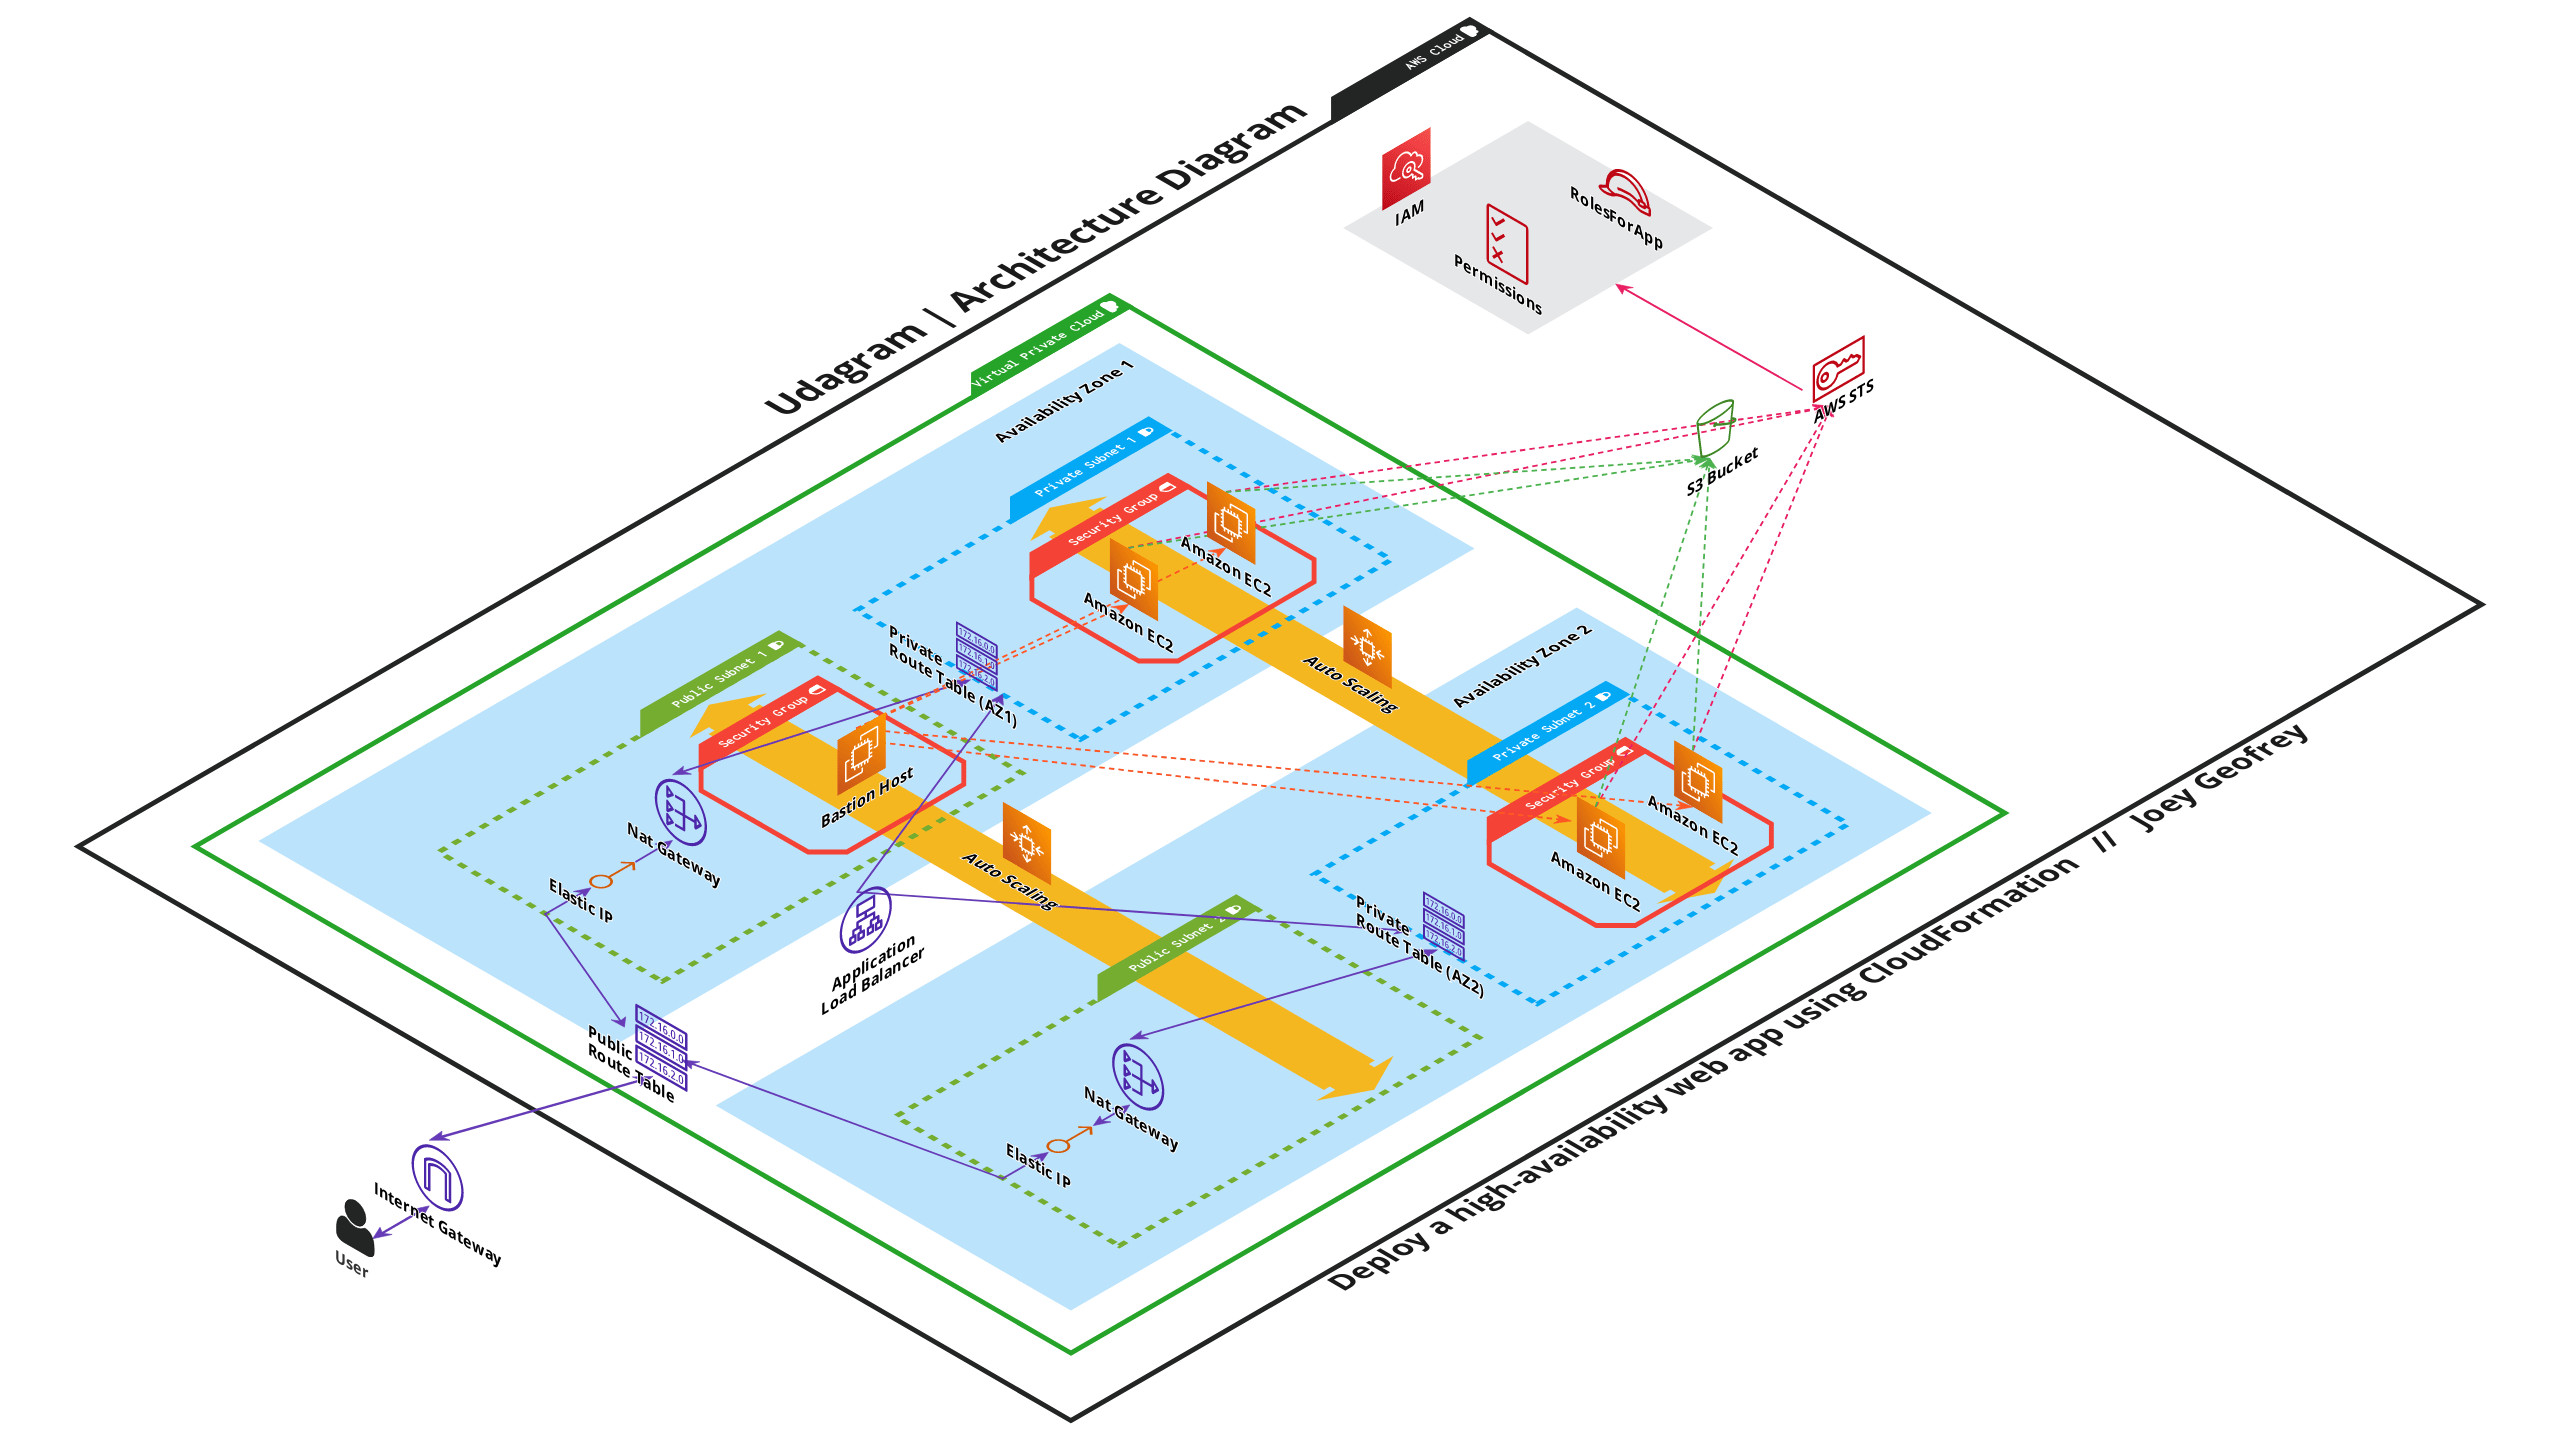 AWS Cloud
Udagram | Architecture Diagram
IAM
RolesForApp
Permissions
Virtual Private Cloud
Availability Zone 1
AWS STS
S3 Bucket
Private Subnet 1
Security Group
Amazon EC2
Amazon EC2
Private
Route Table (AZ1)
172.16.0.0
172.16.1.0
172.16.2.0
Auto Scaling
Availability Zone 2
Public Subnet 1
Security Group
Bastion Host
Nat Gateway
Elastic IP
Private Subnet 2
Security Group
Amazon EC2
Amazon EC2
Auto Scaling
Application
Load Balancer
Private
Route Table (AZ2)
172.16.0.0
172.16.1.0
172.16.2.0
Public Subnet 2
Nat Gateway
Elastic IP
Public
Route Table
172.16.0.0
172.16.1.0
172.16.2.0
Internet Gateway
User
Deploy a high-availability web app using CloudFormation // Joey Geofrey